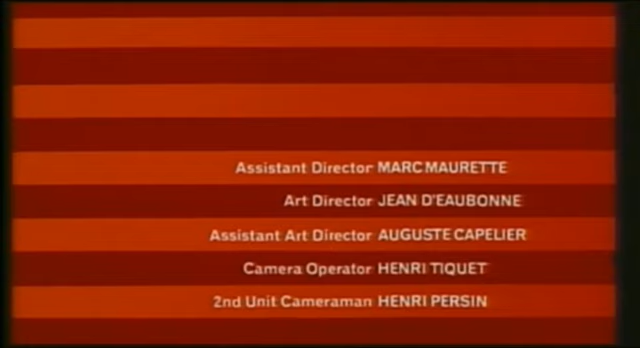 Assistant Director MARC MAURETTE
Art Director JEAN D'EAUBONNE
Assistant Art Director AUGUSTE CAPELIER
Camera Operator HENRI TIQUET
2nd Unit Cameraman HENRI PERSIN